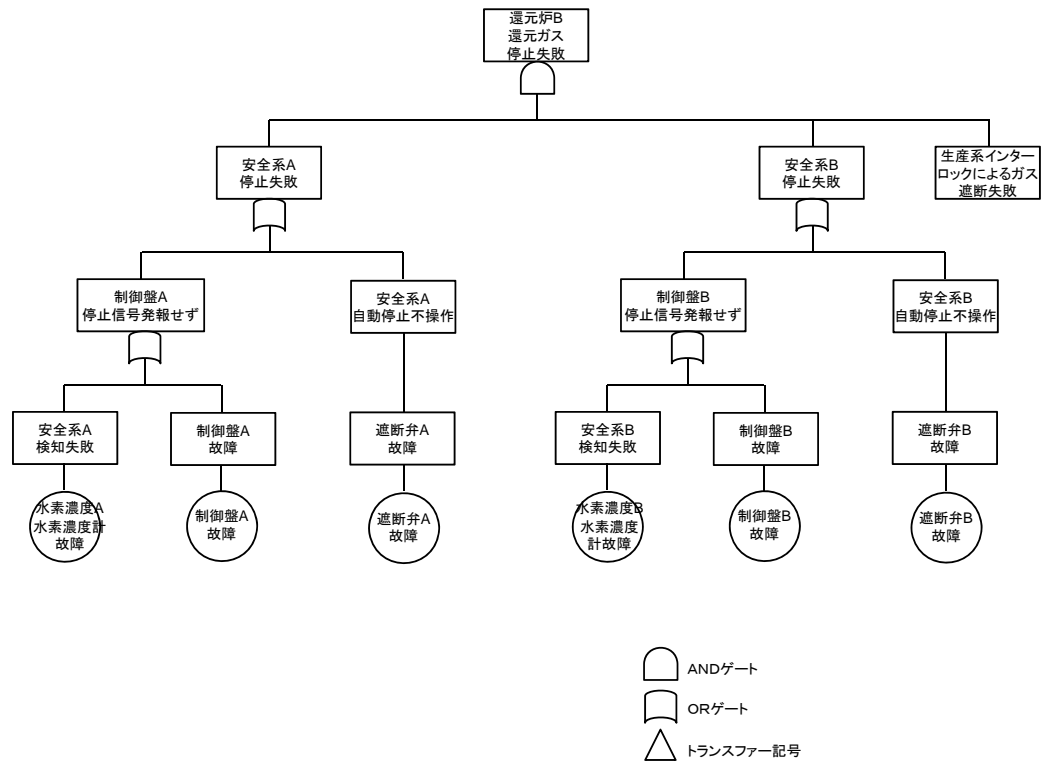 還元炉B
還元ガス
停止失敗
安全系A
停止失敗
安全系B
停止失敗
生産系インター
ロックによるガス
遮断失敗
制御盤A
停止信号発報せず
安全系A
自動停止不操作
制御盤B
停止信号発報せず
安全系B
自動停止不操作
安全系A
検知失敗
制御盤A
故障
遮断弁A
故障
安全系B
検知失敗
制御盤B
故障
遮断弁B
故障
水素濃度A
水素濃度計
故障
制御盤A
故障
遮断弁A
故障
水素濃度B
水素濃度
計故障
制御盤B
故障
遮断弁B
故障
ANDゲート
ORゲート
トランスファー記号